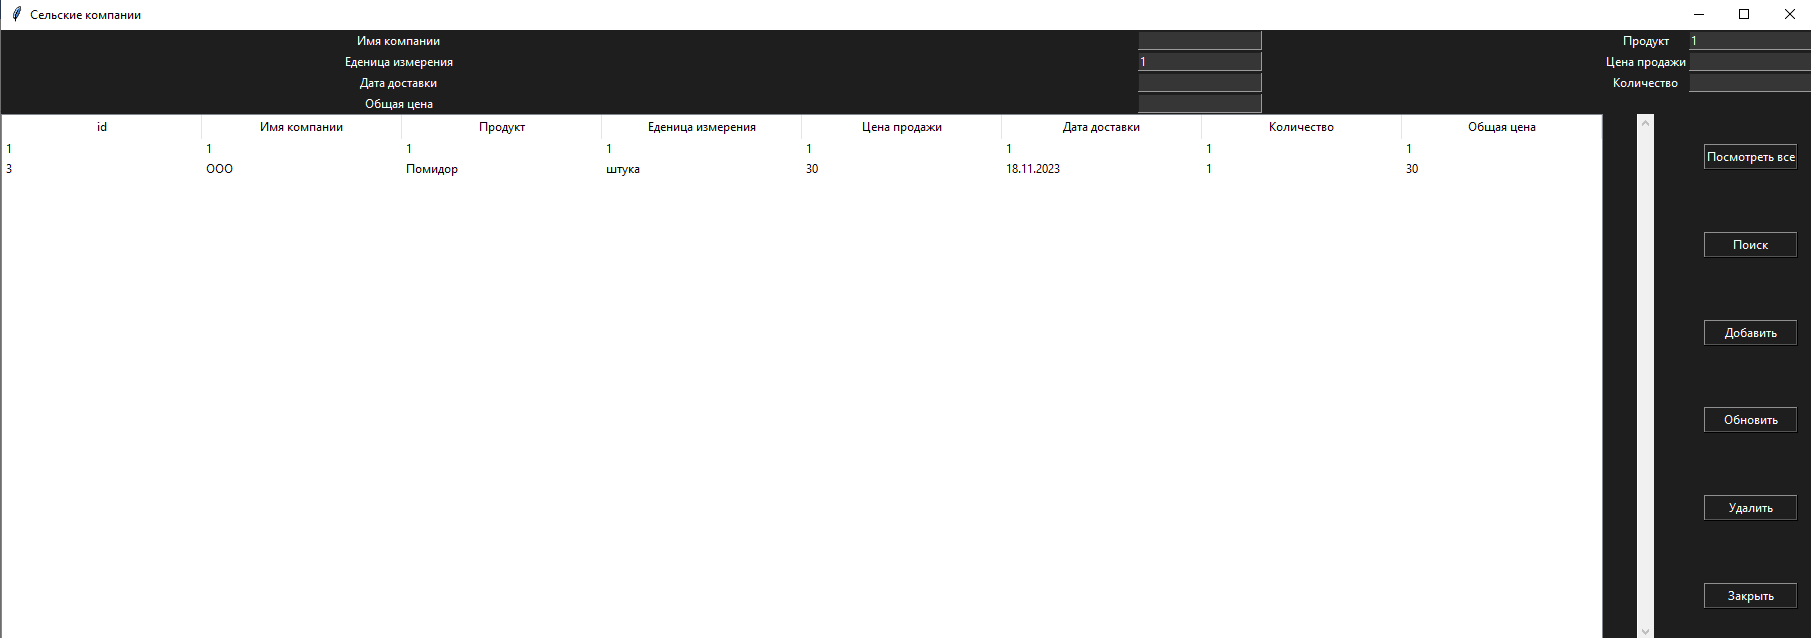 Сельские компании
Имя компании Продукт 1
Еденица измерения 1 Цена продажи
Дата доставки Количество
Общая цена
id Имя компании Продукт Еденица измерения Цена продажи Дата доставки Количество Общая цена
1 1 1 1 1 1 1 1
3 ООО Помидор штука 30 18.11.2023 1 30
Посмотреть все
Поиск
Добавить
Обновить
Удалить
Закрыть